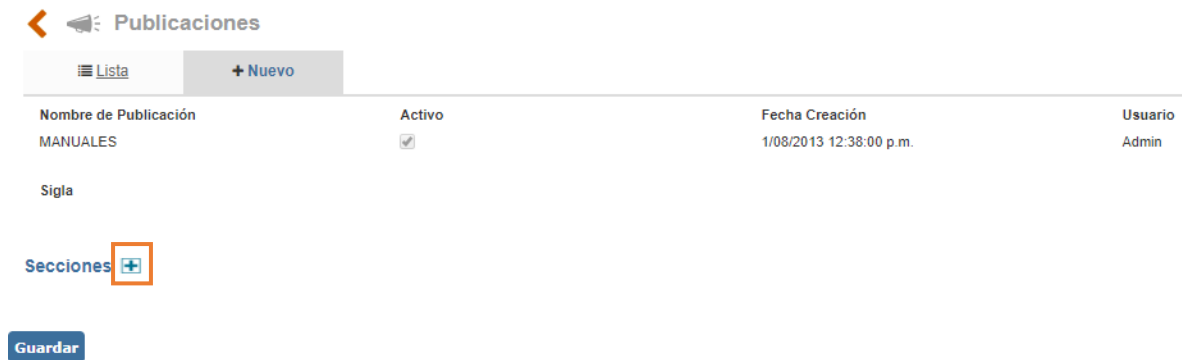 Publicaciones
Lista
+ Nuevo
Nombre de Publicación Activo Fecha Creación Usuario
MANUALES 1/08/2013 12:38:00 p.m. Admin
Sigla
Secciones
Guardar